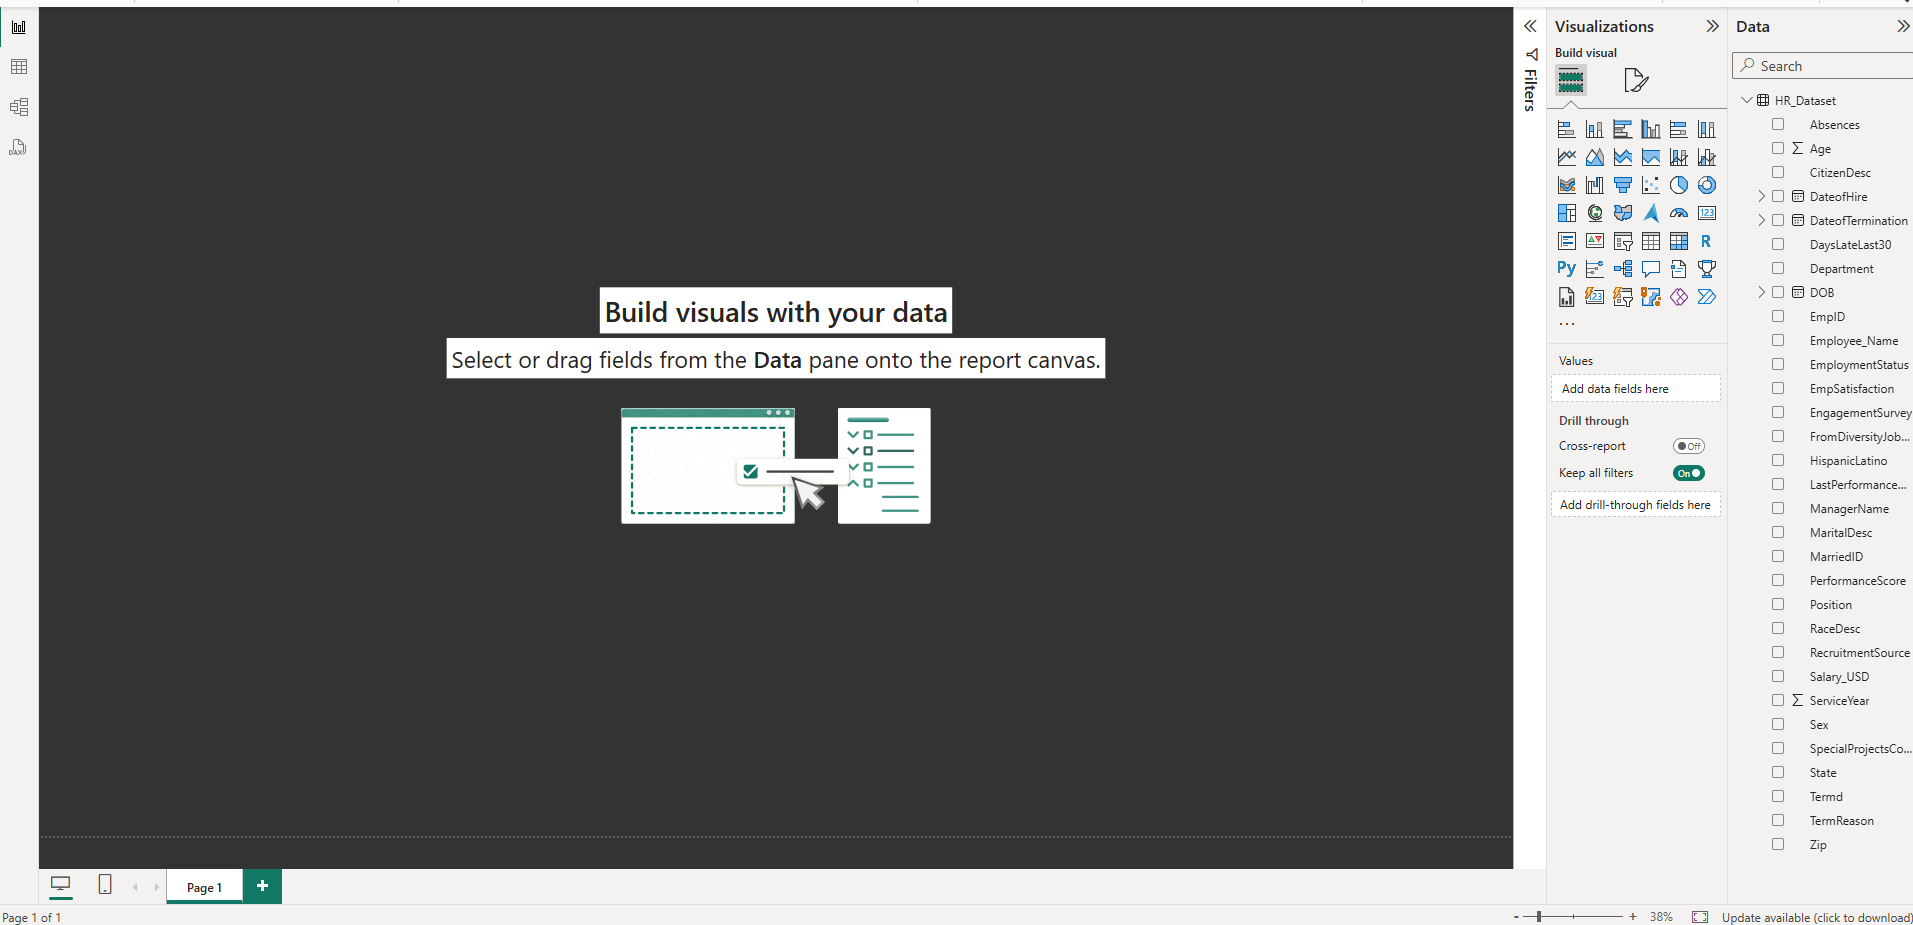 Build visuals with your data
Select or drag fields from the Data pane onto the report canvas.
Filters
Visualizations
Build visual
123
R
Py
123
...
Values
Add data fields here
Drill through
Cross-report
Off
Keep all filters
On
Add drill-through fields here
Data
Search
HR_Dataset
Absences
Age
CitizenDesc
DateofHire
DateofTermination
DaysLateLast30
Department
DOB
EmpID
Employee_Name
EmploymentStatus
EmpSatisfaction
EngagementSurvey
FromDiversityJob...
HispanicLatino
LastPerformance...
ManagerName
MaritalDesc
MarriedID
PerformanceScore
Position
RaceDesc
RecruitmentSource
Salary_USD
ServiceYear
Sex
SpecialProjectsCo...
State
Termd
TermReason
Zip
DAX
Page 1
+
Page 1 of 1
- + 38%
Update available (click to download)